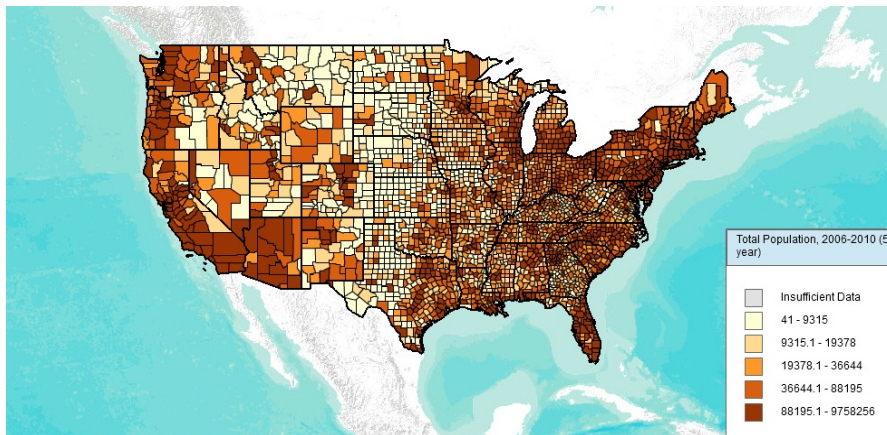 Total Population, 2006-2010 (5
year)
Insufficient Data
41 - 9315
9315.1 - 19378
19378.1 - 36644
36644.1 - 88195
88195.1 - 9758256